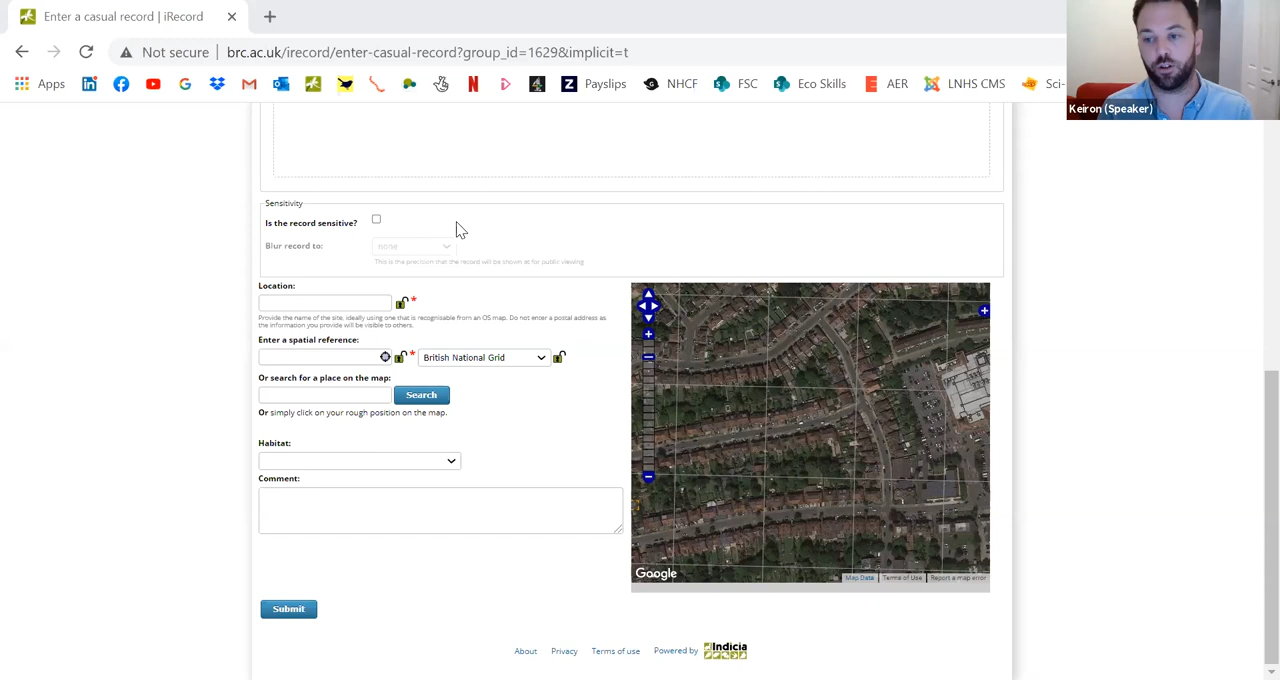 Enter a casual record | iRecord
Not secure
brc.ac.uk/irecord/enter-casual-record?group_id=1629&implicit=t
Apps
Payslips
NHCF
FSC
Eco Skills
AER
LNHS CMS
Sci-
Keiron (Speaker)
Sensitivity
Is the record sensitive?
Blur record to:
none
This is the precision that the record will be shown at for public viewing
Location:
*
Provide the name of the site, ideally using one that is recognisable from an OS map. Do not enter a postal address as
the information you provide will be visible to others.
Enter a spatial reference:
* British National Grid
Or search for a place on the map:
Search
Or simply click on your rough position on the map.
Habitat:
Comment:
Google
Map Data
Terms of Use
Report a map error
Submit
About
Privacy
Terms of use
Powered by
Indicia